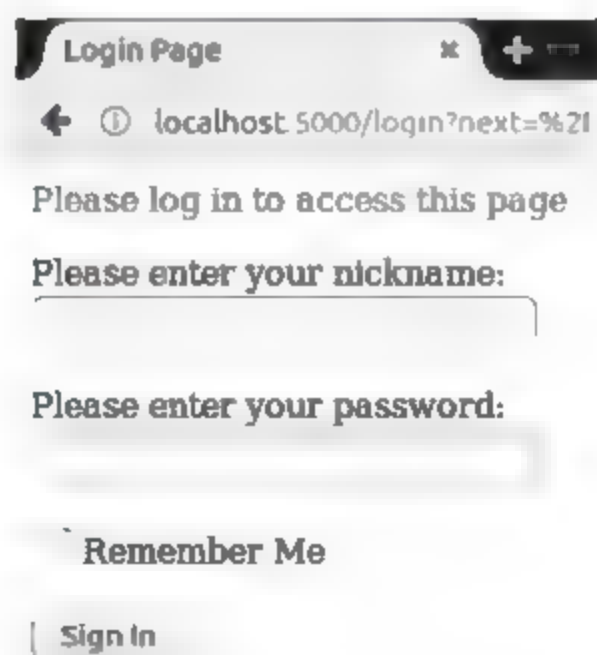 Login Page
localhost:5000/login?next=%2f
Please log in to access this page
Please enter your nickname:
Please enter your password:
Remember Me
Sign In